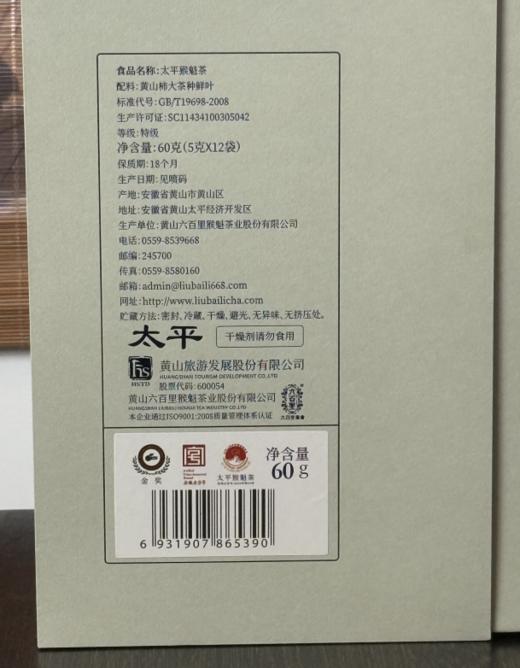 食品名称:太平猴魁茶
配料:黄山柿大茶种鲜叶
标准代号:GB/T19698-2008
生产许可证:SC11434100305042
等级:特级
净含量:60克(5克X12袋)
保质期:18个月
生产日期:见喷码
产地:安徽省黄山市黄山区
地址:安徽省黄山太平经济开发区
生产单位:黄山六百里猴魁茶业股份有限公司
电话:0559-8539668
邮编:245700
传真:0559-8580160
邮箱:admin@liubaili668.com
网址:http://www.liubailicha.com
贮藏方法:密封、冷藏、干燥、避光、无异味、无挤压处。
太平 干燥剂请勿食用
HSTD
黄山旅游发展股份有限公司
HUANGSHAN TOURISM DEVELOPMENT CO.,LTD
股票代码:600054
黄山六百里猴魁茶业股份有限公司
HUANGSHAN LIUBAILI HOUKUI TEA INDUSTRY CO.,LTD
本企业通过ISO9001:2008质量管理体系认证
金奖
太平猴魁茶
净含量
60g
6 931907 865390